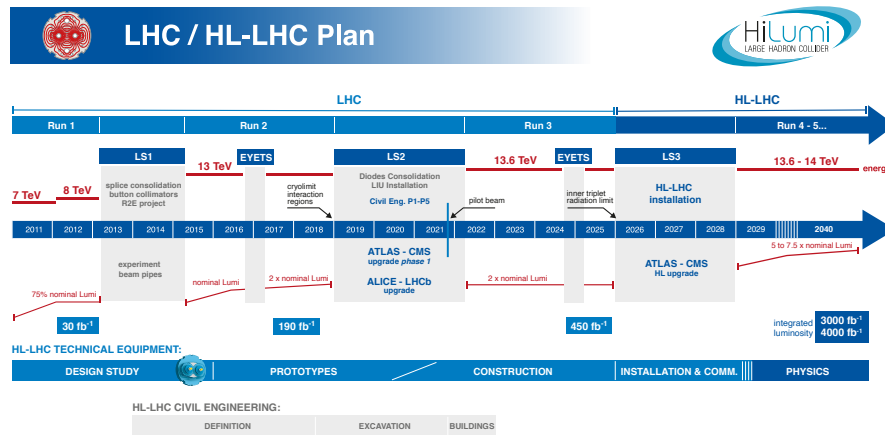 LHC / HL-LHC Plan
HiLumi
LARGE HADRON COLLIDER
LHC
HL-LHC
Run 1
Run 2
Run 3
Run 4 - 5...
LS1
EYETS
LS2
EYETS
LS3
7 TeV
8 TeV
13 TeV
13.6 TeV
13.6 - 14 TeV
energ
splice consolidation
button collimators
R2E project
cryolimit
interaction
regions
Diodes Consolidation
LIU Installation
Civil Eng. P1-P5
pilot beam
inner triplet
radiation limit
HL-LHC
installation
2011 2012 2013 2014 2015 2016 2017 2018 2019 2020 2021 2022 2023 2024 2025 2026 2027 2028 2029 2040
experiment
beam pipes
ATLAS - CMS
upgrade phase 1
ALICE - LHCb
upgrade
ATLAS - CMS
HL upgrade
5 to 7.5 x nominal Lumi
75% nominal Lumi
nominal Lumi
2 x nominal Lumi
2 x nominal Lumi
30 fb-1
190 fb-1
450 fb-1
integrated
luminosity
3000 fb-1
4000 fb-1
HL-LHC TECHNICAL EQUIPMENT:
DESIGN STUDY
PROTOTYPES
CONSTRUCTION
INSTALLATION & COMM.
PHYSICS
HL-LHC CIVIL ENGINEERING:
DEFINITION
EXCAVATION
BUILDINGS